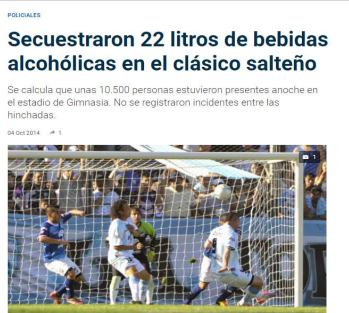 POLICIALES
Secuestraron 22 litros de bebidas
alcohólicas en el clásico salteño
Se calcula que unas 10.500 personas estuvieron presentes anoche en
el estadio de Gimnasia. No se registraron incidentes entre las
hinchadas.
04 Oct 2014 1
1